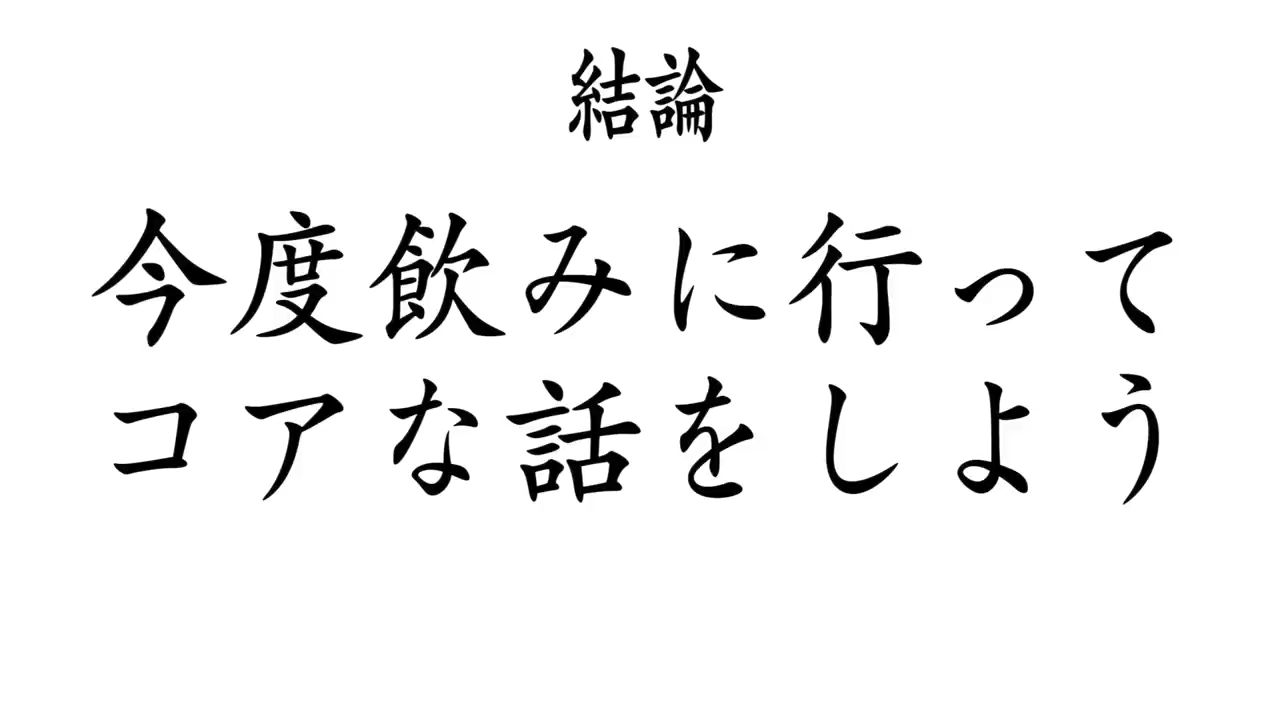 結論
今度飲みに行って
コアな話をしよう